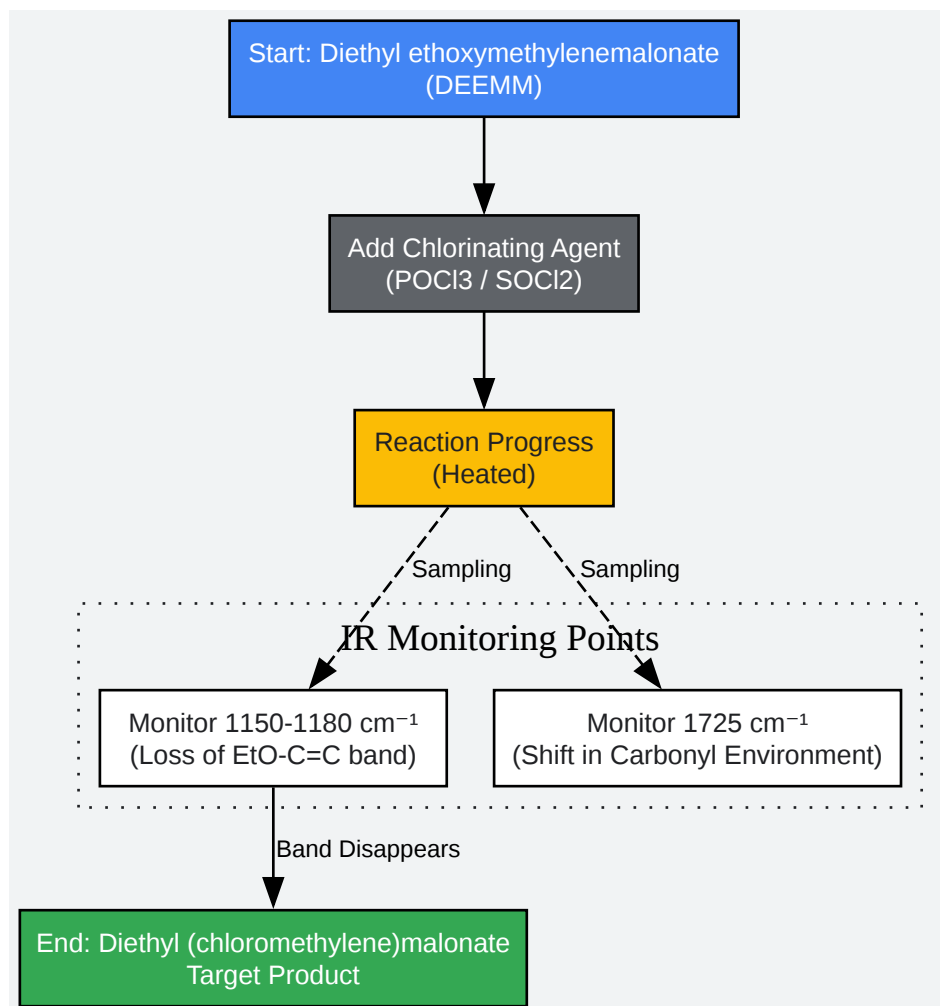 Start: Diethyl ethoxymethylenemalonate
(DEEMM)
Add Chlorinating Agent
(POCl3 / SOCl2)
Reaction Progress
(Heated)
Sampling
Sampling
IR Monitoring Points
Monitor 1150-1180 cm⁻¹
(Loss of EtO-C=C band)
Monitor 1725 cm⁻¹
(Shift in Carbonyl Environment)
Band Disappears
End: Diethyl (chloromethylene)malonate
Target Product